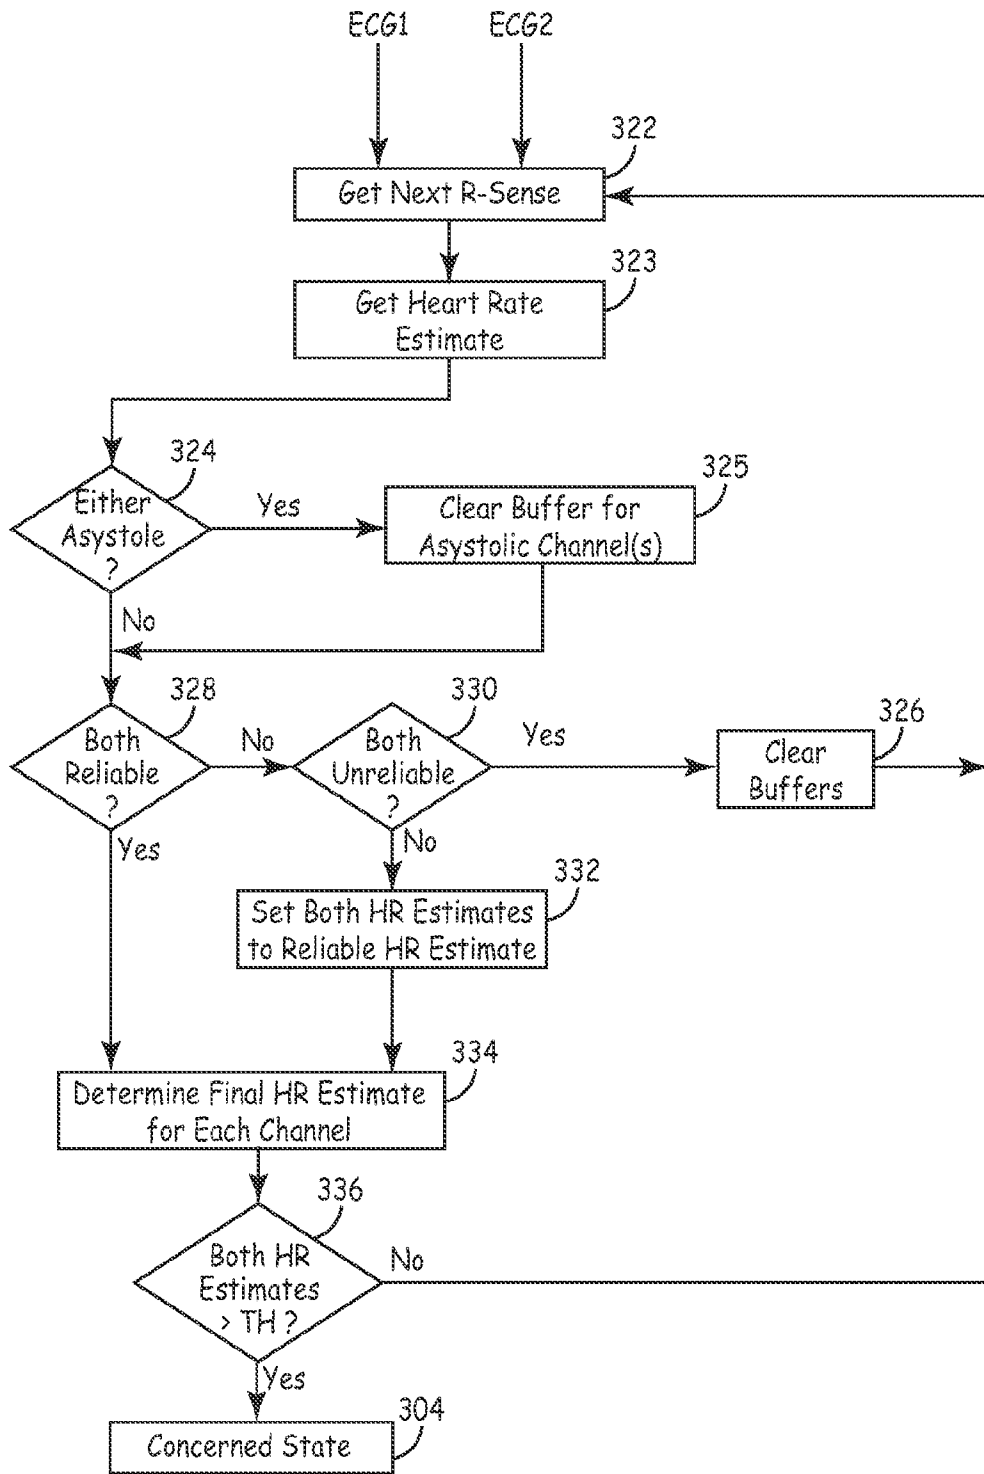 ECG1
ECG2
322
Get Next R-Sense
323
Get Heart Rate
Estimate
324
Either
Asystole
?
Yes
325
Clear Buffer for
Asystolic Channel(s)
No
328
Both
Reliable
?
No
330
Both
Unreliable
?
Yes
326
Clear
Buffers
Yes
No
332
Set Both HR Estimates
to Reliable HR Estimate
334
Determine Final HR Estimate
for Each Channel
336
Both HR
Estimates
> TH ?
No
Yes
304
Concerned State